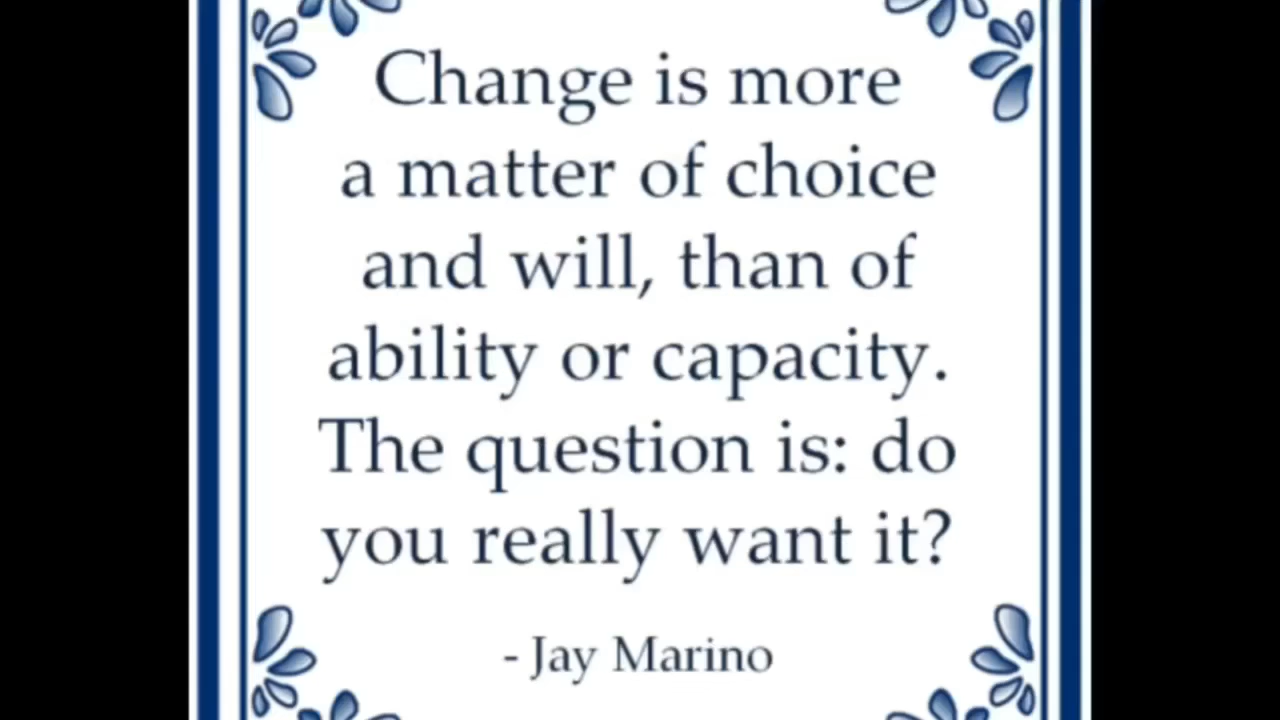 Change is more
a matter of choice
and will, than of
ability or capacity.
The question is: do
you really want it?
- Jay Marino